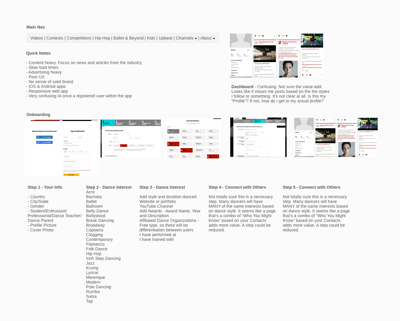 Main Nav
Videos | Contests | Competitions | Hip Hop | Ballet & Beyond | Kids | Upbeat | Channels | About
Quick Notes
- Content heavy. Focus on news and articles from the industry.
- Slow load times
- Advertising heavy
- Poor UX
- No sense of solid brand
- iOS & Android apps
- Responsive web app
- Very confusing IA once a registered user within the app
Dashboard - Confusing. Not sure the value-add.
Looks like it shows me posts based on the the styles
I follow or something. It's not clear at all. Is this my
"Profile"? If not, how do I get to my actual profile?
Onboarding
Step 1 - Your Info
- Country
- City/State
- Gender
- Student/Enthusiast/
Professional/Dance Teacher/
Dance Parent
- Profile Picture
- Cover Photo
Step 2 - Dance Interest
Acro
Bachata
Ballet
Ballroom
Belly Dance
Bollywood
Break Dancing
Broadway
Capoeira
Clogging
Contemporary
Flamenco
Folk Dance
Hip-Hop
Irish Step Dancing
Jazz
Krump
Lyrical
Merengue
Modern
Pole Dancing
Rumba
Salsa
Tap
Step 3 - Dance Interest
Add style and duration danced
Website or portfolio
YouTube Channel
Add Awards - Award Name, Year
and Description
Affiliated Dance Organizations -
Free type, so there will be
differentiation between users
I have performed at
I have trained with
Step 4 - Connect with Others
Not totally sure this is a necessary
step. Many dancers will have
MANY of the same interests based
on dance style. It seems like a page
that's a combo of "Who You Might
Know" based on your Contacts
adds more value. A step could be
reduced.
Step 5 - Connect with Others
Not totally sure this is a necessary
step. Many dancers will have
MANY of the same interests based
on dance style. It seems like a page
that's a combo of "Who You Might
Know" based on your Contacts
adds more value. A step could be
reduced.